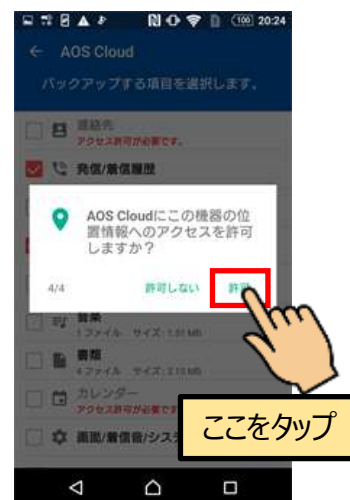 100 20:24
AOS Cloud
バックアップする項目を選択します。
連絡先
アクセス許可が必要です。
発信/着信履歴
AOS Cloudにこの機器の位
置情報へのアクセスを許可
しますか？
4/4 許可しない 許可
音楽
1ファイル サイズ: 1.01 MB
書類
4ファイル サイズ: 2.10 MB
カレンダー
アクセス許可が必要です
画面/着信音/シス
ここをタップ